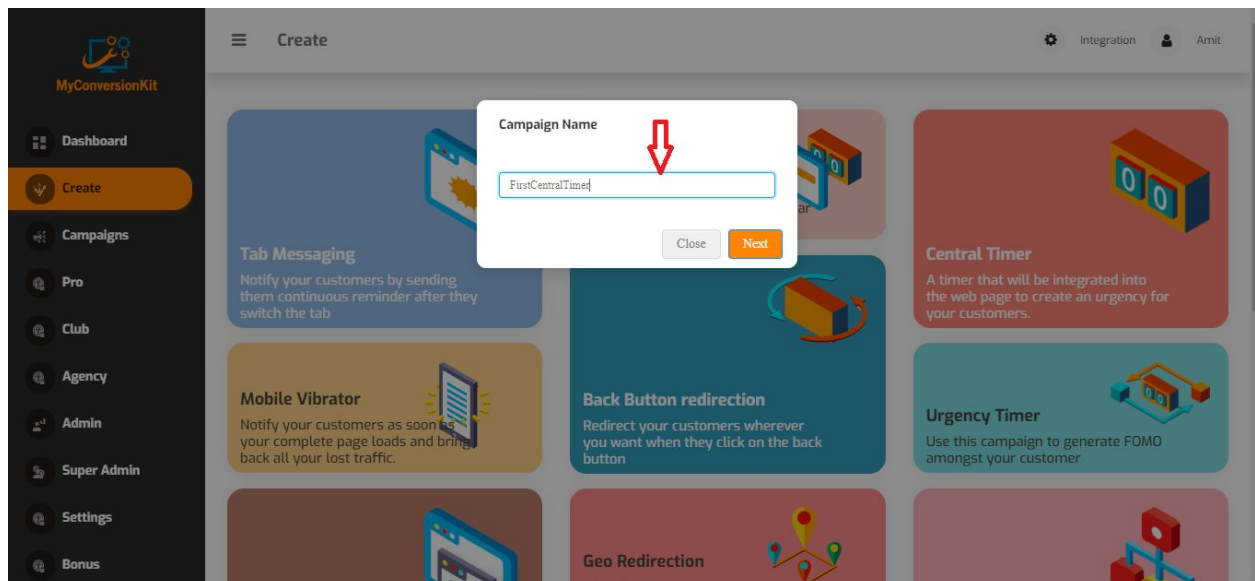 MyConversionKit
Dashboard
Create
Campaigns
Pro
Club
Agency
Admin
Super Admin
Settings
Bonus
Create
Integration
Amit
Campaign Name
FirstCentralTimer
Close
Next
Tab Messaging
Notify your customers by sending
them continuous reminder after they
switch the tab
ar
00
Central Timer
A timer that will be integrated into
the web page to create an urgency for
your customers.
Mobile Vibrator
Notify your customers as soon as
your complete page loads and bring
back all your lost traffic.
Back Button redirection
Redirect your customers wherever
you want when they click on the back
button
Urgency Timer
Use this campaign to generate FOMO
amongst your customer
Geo Redirection